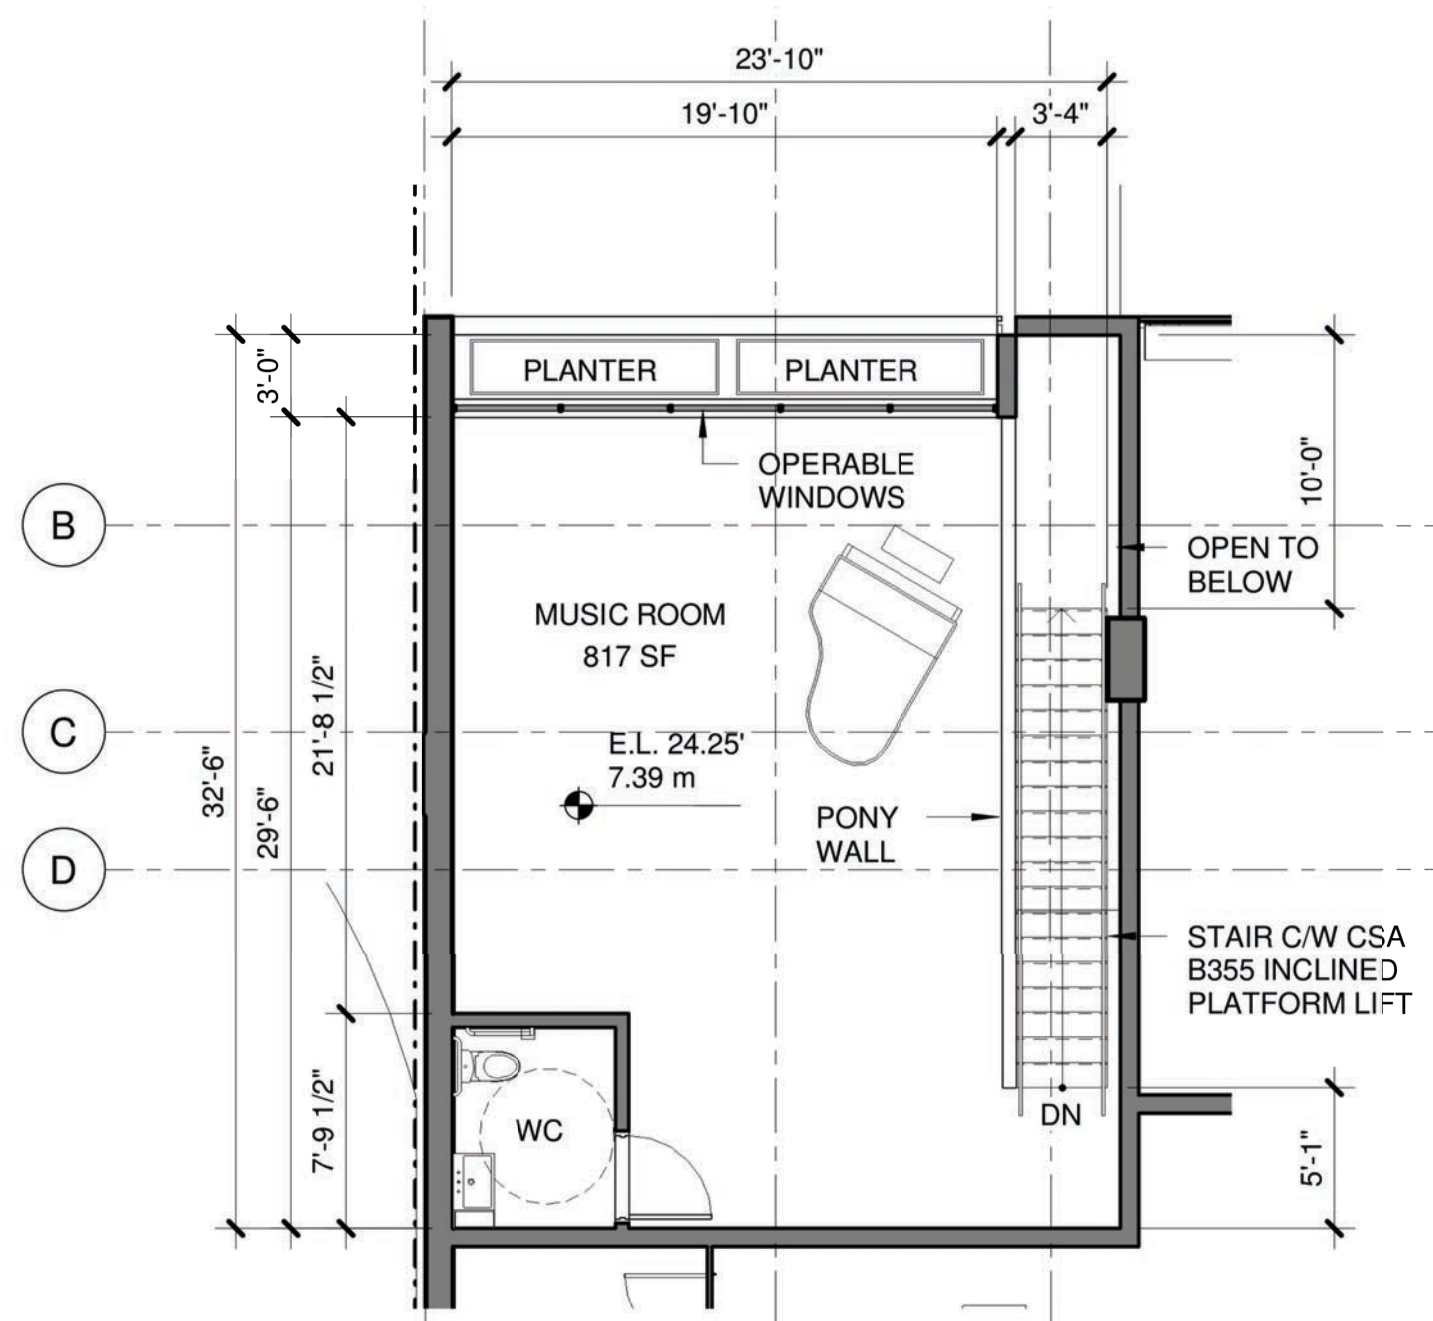 23'-10"
19'-10"
3'-4"
3'-0"
PLANTER
PLANTER
OPERABLE
WINDOWS
10'-0"
B
OPEN TO
BELOW
MUSIC ROOM
817 SF
21'-8 1/2"
C
E.L. 24.25'
7.39 m
32'-6"
29'-6"
PONY
WALL
D
STAIR C/W CSA
B355 INCLINED
PLATFORM LIFT
7'-9 1/2"
WC
DN
5'-1"